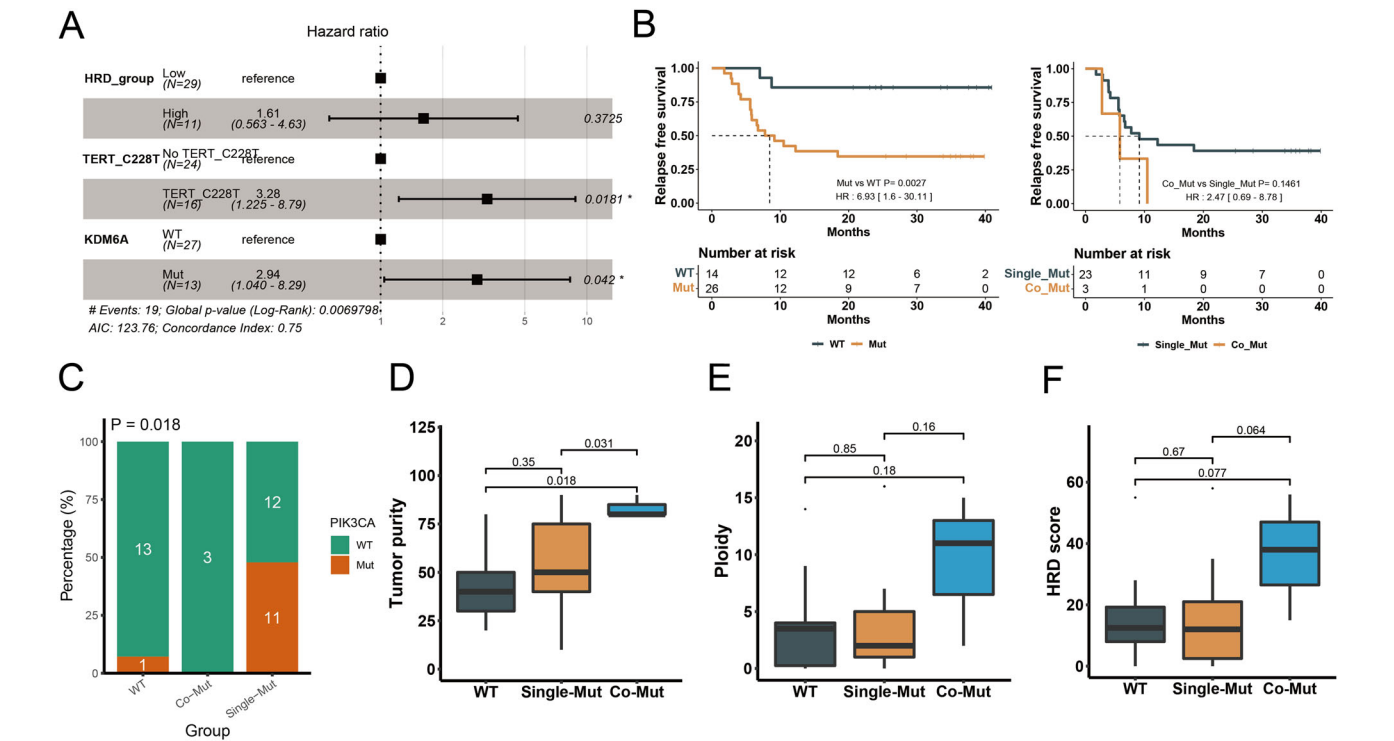 A
Hazard ratio
HRD_group
Low
(N=29)
reference
High
(N=11)
1.61
(0.563 - 4.63)
0.3725
TERT_C228T
No TERT_C228T
(N=24)
reference
TERT_C228T
(N=16)
3.28
(1.225 - 8.79)
0.0181 *
KDM6A
WT
(N=27)
reference
Mut
(N=13)
2.94
(1.040 - 8.29)
0.042 *
# Events: 19; Global p-value (Log-Rank): 0.0069798
AIC: 123.76; Concordance Index: 0.75
1 2 5 10
B
Relapse free survival
1.00
0.75
0.50
0.25
0.00
Mut vs WT P= 0.0027
HR : 6.93 [ 1.6 - 30.11 ]
0 10 20 30 40
Months
Number at risk
WT 14 12 12 6 2
Mut 26 12 9 7 0
0 10 20 30 40
Months
WT Mut
Relapse free survival
1.00
0.75
0.50
0.25
0.00
Co_Mut vs Single_Mut P= 0.1461
HR : 2.47 [ 0.69 - 8.78 ]
0 10 20 30 40
Months
Number at risk
Single_Mut 23 11 9 7 0
Co_Mut 3 1 0 0 0
0 10 20 30 40
Months
Single_Mut Co_Mut
C
P = 0.018
Percentage (%)
100
75
50
25
0
13
1
3
12
11
WT
Co-Mut
Single-Mut
Group
PIK3CA
WT
Mut
D
Tumor purity
125
100
75
50
25
0
0.031
0.35
0.018
WT Single-Mut Co-Mut
E
Ploidy
20
15
10
5
0
0.16
0.85
0.18
WT Single-Mut Co-Mut
F
HRD score
60
40
20
0
0.064
0.67
0.077
WT Single-Mut Co-Mut